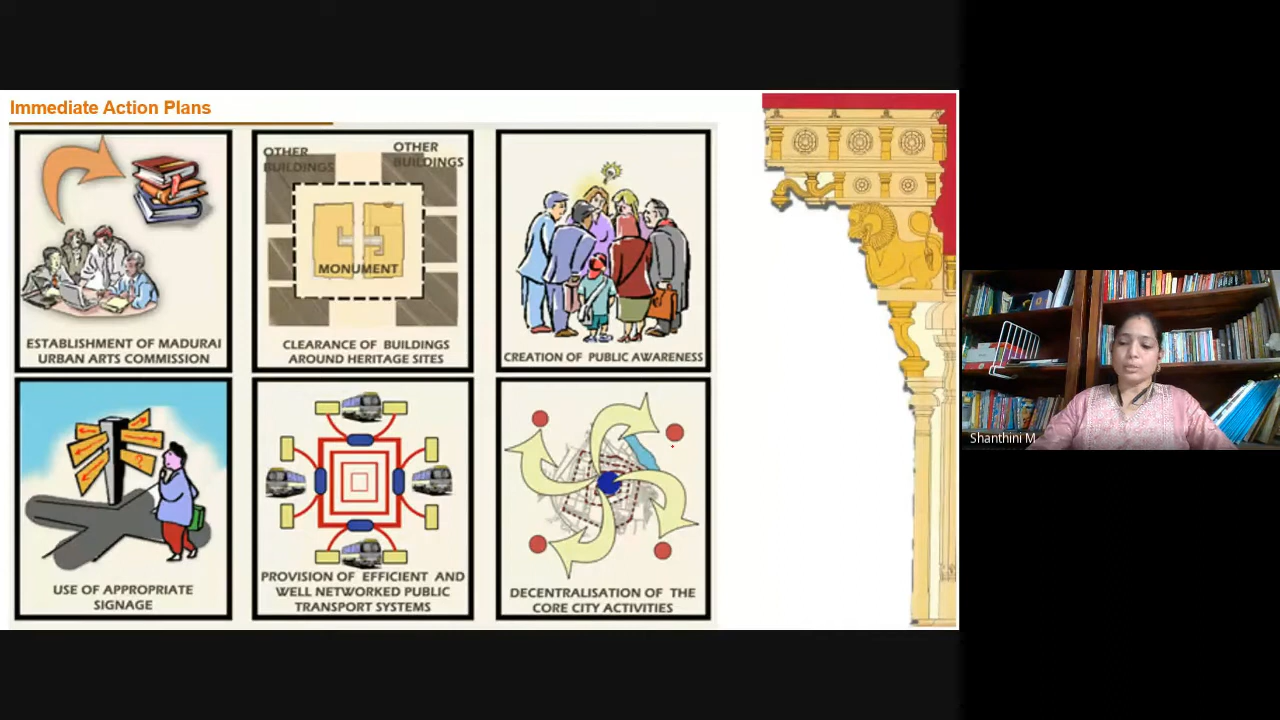 Immediate Action Plans
ESTABLISHMENT OF MADURAI
URBAN ARTS COMMISSION
OTHER
BUILDINGS
OTHER
BUILDINGS
MONUMENT
CLEARANCE OF BUILDINGS
AROUND HERITAGE SITES
CREATION OF PUBLIC AWARENESS
USE OF APPROPRIATE
SIGNAGE
PROVISION OF EFFICIENT AND
WELL NETWORKED PUBLIC
TRANSPORT SYSTEMS
DECENTRALISATION OF THE
CORE CITY ACTIVITIES
Shanthini M